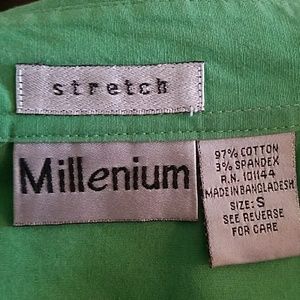 stretch
Millenium
97% COTTON
3% SPANDEX
R.N. 101144
MADE IN BANGLADESH
SIZE: S
SEE REVERSE
FOR CARE